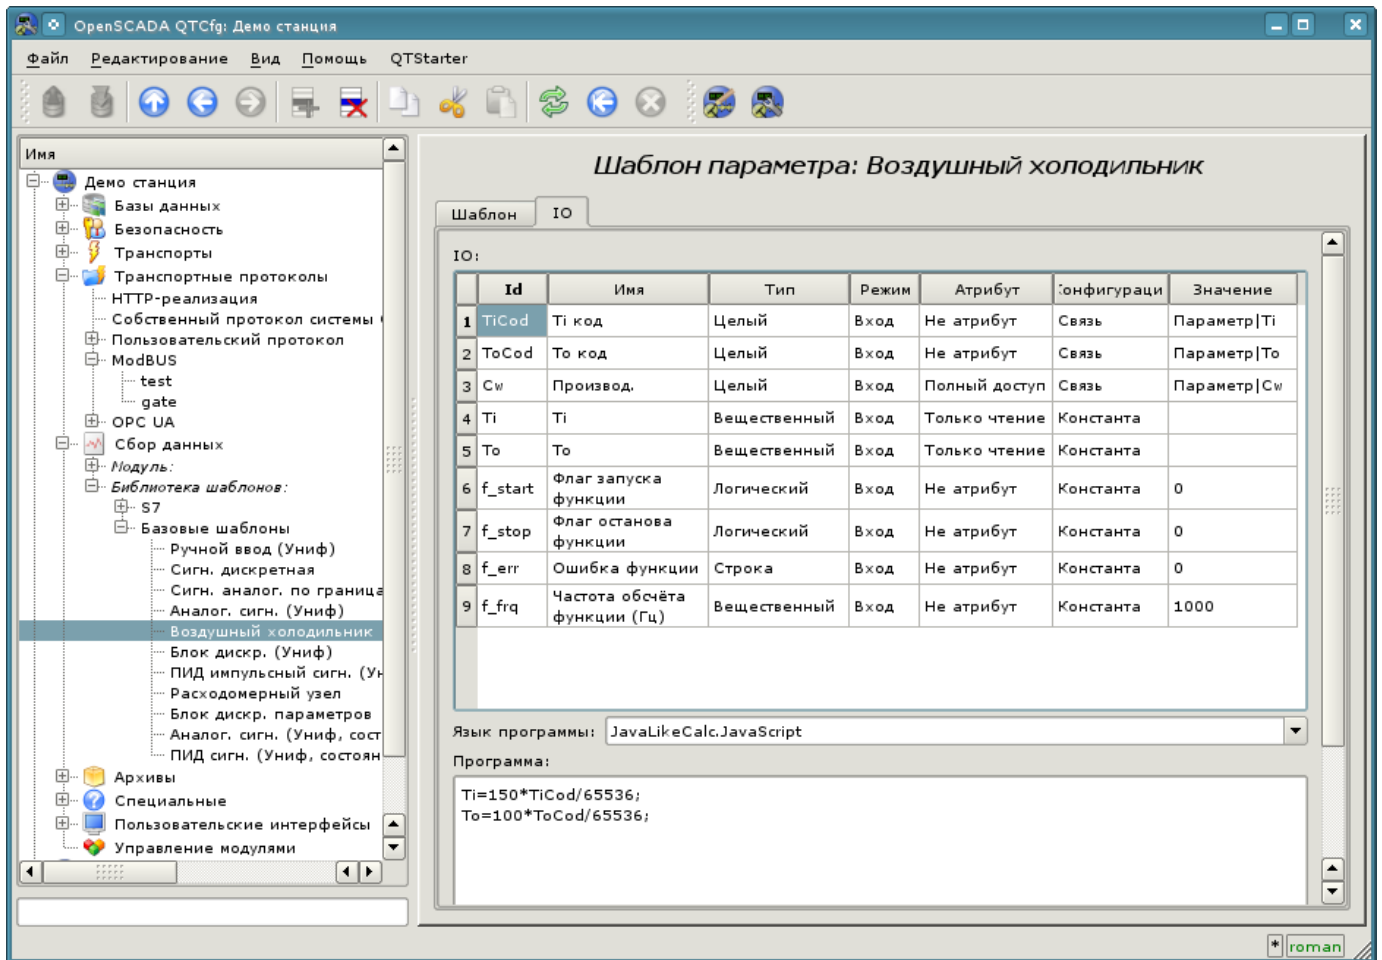 OpenSCADA QTCfg: Демо станция
Файл Редактирование Вид Помощь QTStarter
Имя
Демо станция
Базы данных
Безопасность
Транспорты
Транспортные протоколы
HTTP-реализация
Собственный протокол системы
Пользовательский протокол
ModBUS
test
gate
OPC UA
Сбор данных
Модуль:
Библиотека шаблонов:
S7
Базовые шаблоны
Ручной ввод (Униф)
Сигн. дискретная
Сигн. аналог. по граница
Аналог. сигн. (Униф)
Воздушный холодильник
Блок дискр. (Униф)
ПИД импульсный сигн. (Ун
Расходомерный узел
Блок дискр. параметров
Аналог. сигн. (Униф, сост
ПИД сигн. (Униф, состоян
Архивы
Специальные
Пользовательские интерфейсы
Управление модулями
Шаблон параметра: Воздушный холодильник
Шаблон IO
IO:
Id Имя Тип Режим Атрибут Конфигураци Значение
1 TiCod Ti код Целый Вход Не атрибут Связь Параметр|Ti
2 ToCod To код Целый Вход Не атрибут Связь Параметр|To
3 Cw Производ. Целый Вход Полный доступ Связь Параметр|Cw
4 Ti Ti Вещественный Вход Только чтение Константа
5 To To Вещественный Вход Только чтение Константа
6 f_start Флаг запуска функции Логический Вход Не атрибут Константа 0
7 f_stop Флаг останова функции Логический Вход Не атрибут Константа 0
8 f_err Ошибка функции Строка Вход Не атрибут Константа 0
9 f_frq Частота обсчёта функции (Гц) Вещественный Вход Не атрибут Константа 1000
Язык программы: JavaLikeCalc.JavaScript
Программа:
Ti=150*TiCod/65536;
To=100*ToCod/65536;
* roman